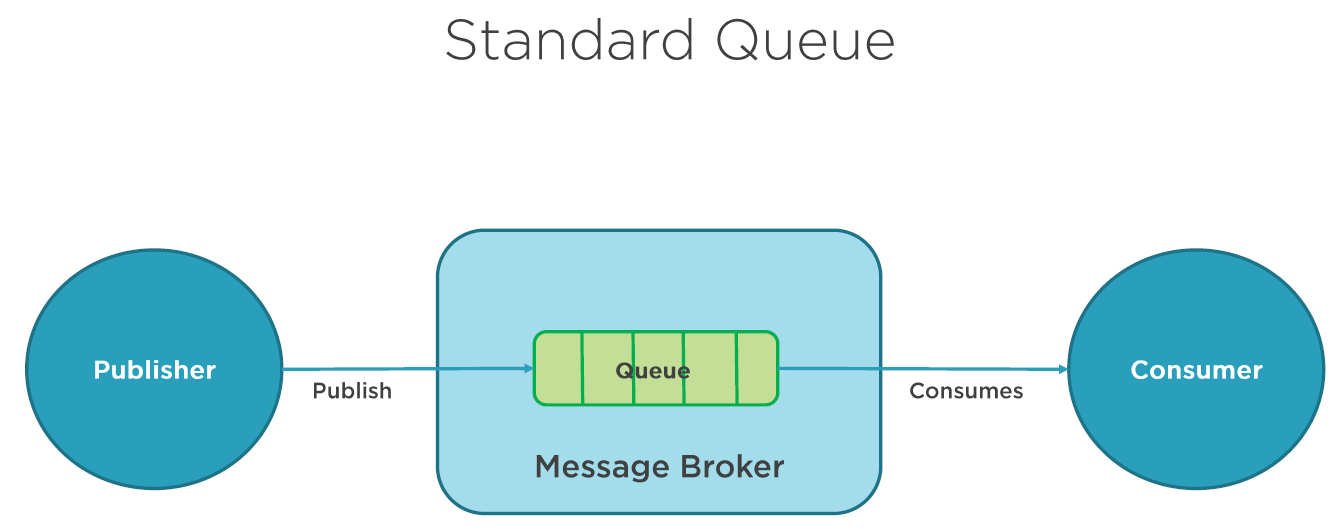 Standard Queue
Publisher
Publish
Queue
Consumes
Consumer
Message Broker